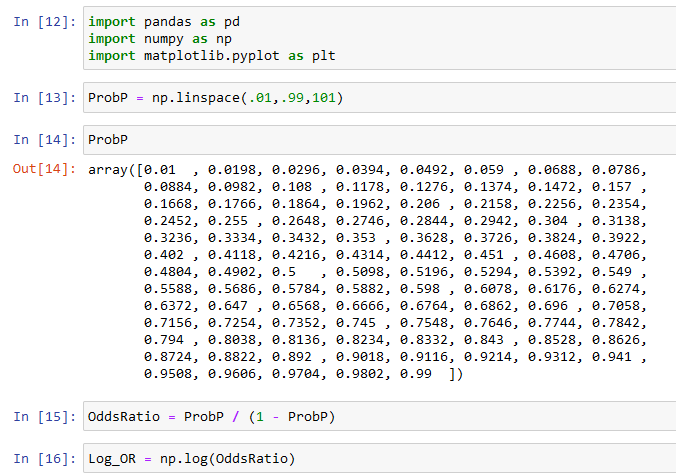 In [12]: import pandas as pd
import numpy as np
import matplotlib.pyplot as plt
In [13]: ProbP = np.linspace(.01,.99,101)
In [14]: ProbP
Out[14]: array([0.01  , 0.0198, 0.0296, 0.0394, 0.0492, 0.059 , 0.0688, 0.0786,
0.0884, 0.0982, 0.108 , 0.1178, 0.1276, 0.1374, 0.1472, 0.157 ,
0.1668, 0.1766, 0.1864, 0.1962, 0.206 , 0.2158, 0.2256, 0.2354,
0.2452, 0.255 , 0.2648, 0.2746, 0.2844, 0.2942, 0.304 , 0.3138,
0.3236, 0.3334, 0.3432, 0.353 , 0.3628, 0.3726, 0.3824, 0.3922,
0.402 , 0.4118, 0.4216, 0.4314, 0.4412, 0.451 , 0.4608, 0.4706,
0.4804, 0.4902, 0.5   , 0.5098, 0.5196, 0.5294, 0.5392, 0.549 ,
0.5588, 0.5686, 0.5784, 0.5882, 0.598 , 0.6078, 0.6176, 0.6274,
0.6372, 0.647 , 0.6568, 0.6666, 0.6764, 0.6862, 0.696 , 0.7058,
0.7156, 0.7254, 0.7352, 0.745 , 0.7548, 0.7646, 0.7744, 0.7842,
0.794 , 0.8038, 0.8136, 0.8234, 0.8332, 0.843 , 0.8528, 0.8626,
0.8724, 0.8822, 0.892 , 0.9018, 0.9116, 0.9214, 0.9312, 0.941 ,
0.9508, 0.9606, 0.9704, 0.9802, 0.99  ])
In [15]: OddsRatio = ProbP / (1 - ProbP)
In [16]: Log_OR = np.log(OddsRatio)